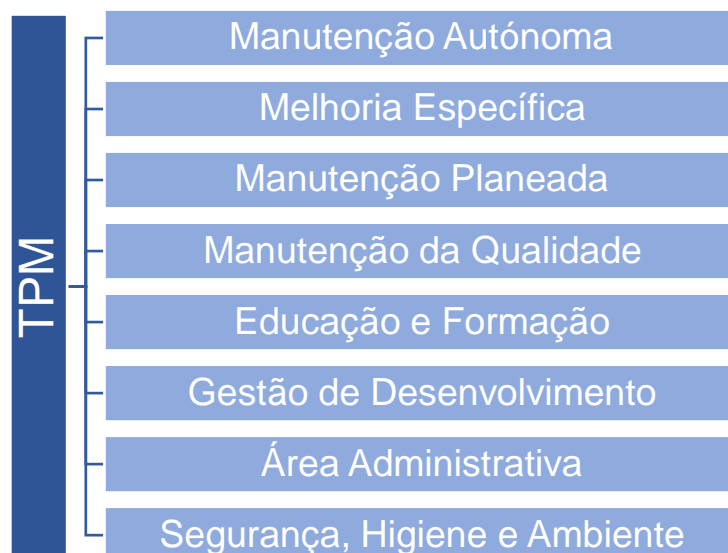 TPM
Manutenção Autónoma
Melhoria Específica
Manutenção Planeada
Manutenção da Qualidade
Educação e Formação
Gestão de Desenvolvimento
Área Administrativa
Segurança, Higiene e Ambiente